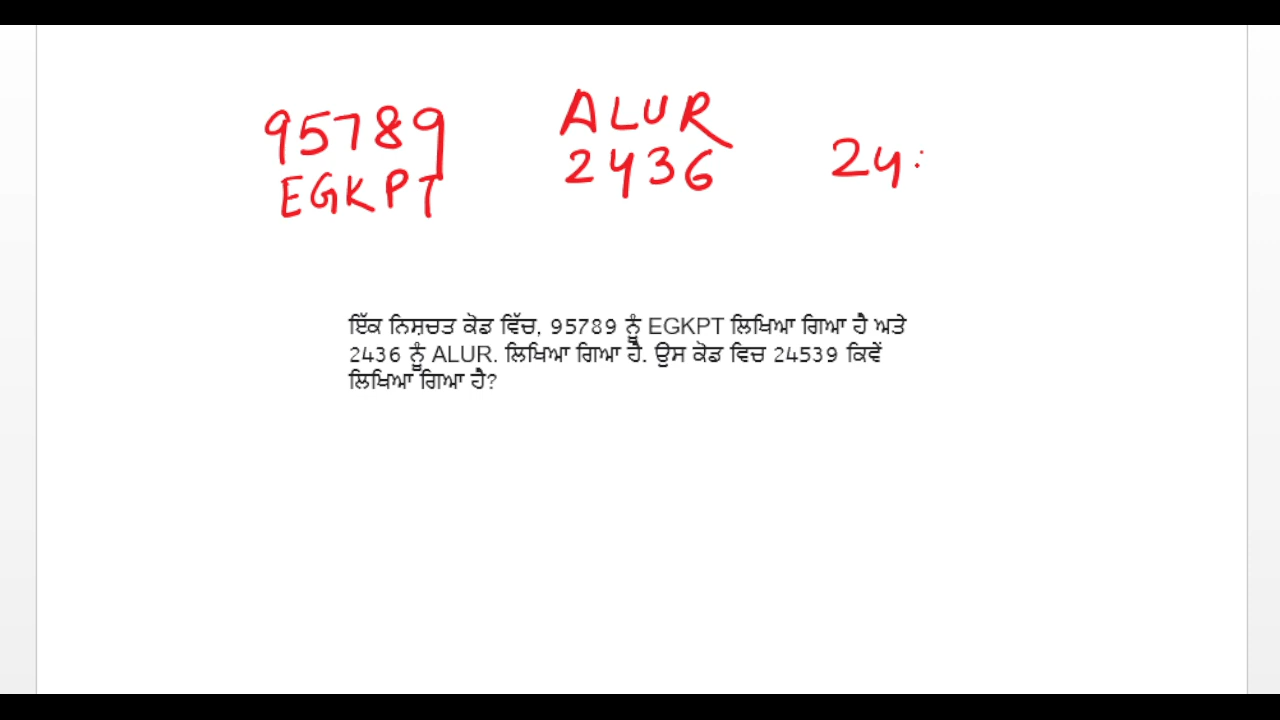 95789 ALUR
EGKPT 2436 24
ਇੱਕ ਨਿਸ਼ਚਤ ਕੋਡ ਵਿੱਚ, 95789 ਨੂੰ EGKPT ਲਿਖਿਆ ਗਿਆ ਹੈ ਅਤੇ
2436 ਨੂੰ ALUR. ਲਿਖਿਆ ਗਿਆ ਹੈ. ਉਸ ਕੋਡ ਵਿਚ 24539 ਕਿਵੇਂ
ਲਿਖਿਆ ਗਿਆ ਹੈ?